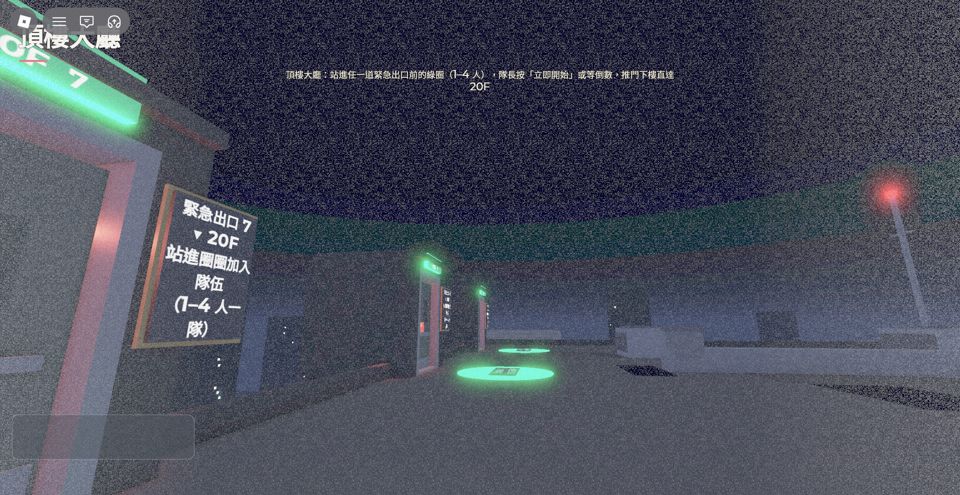 頂樓大廳
頂樓大廳：站進任一道緊急出口前的綠圈（1–4 人），隊長按「立即開始」或等倒數，推門下樓直達
20F
7
緊急出口 7
▼ 20F
站進圈圈加入
隊伍
（1–4 人一
隊）